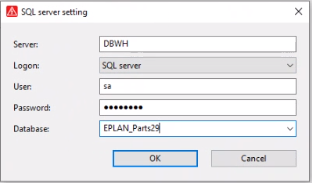 SQL server setting
Server: DBWH
Logon: SQL server
User: sa
Password: ••••••••
Database: EPLAN_Parts29
OK Cancel